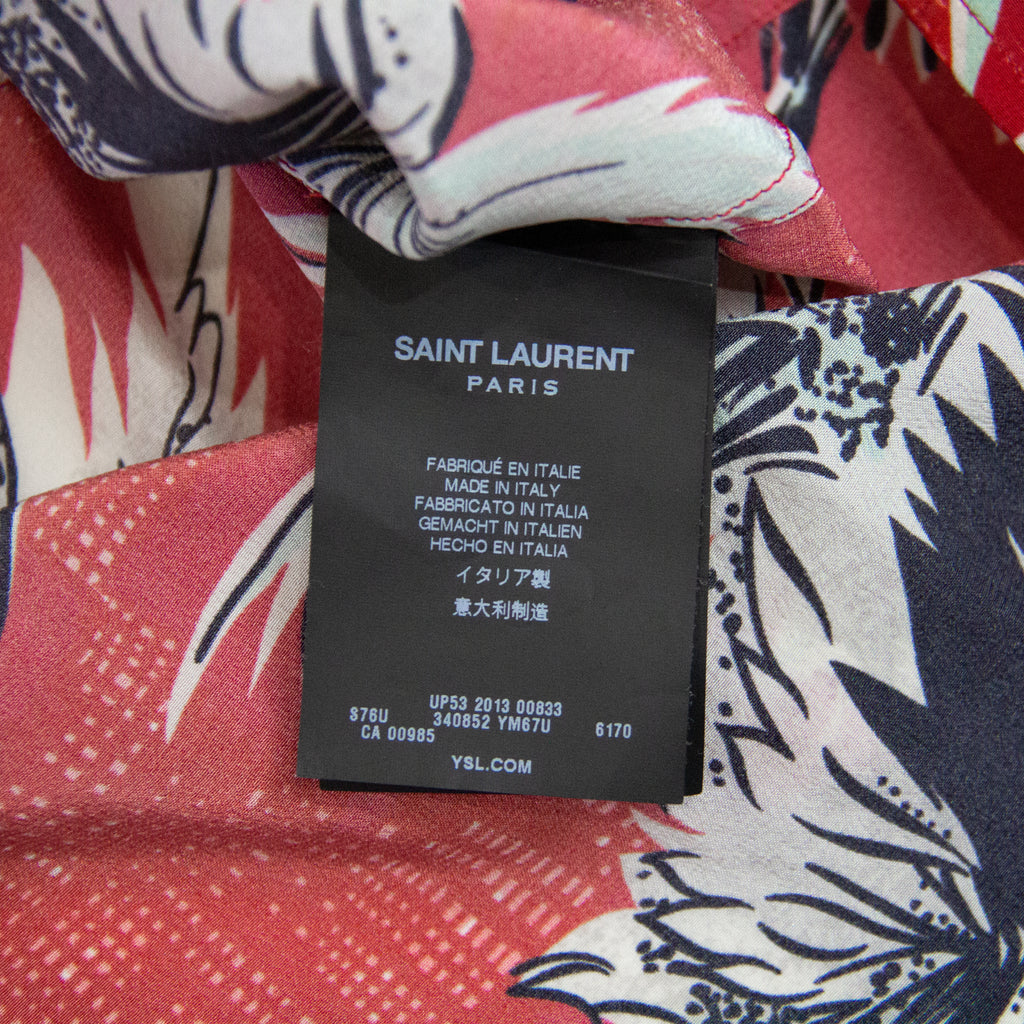 SAINT LAURENT
PARIS
FABRIQUÉ EN ITALIE
MADE IN ITALY
FABBRICATO IN ITALIA
GEMACHT IN ITALIEN
HECHO EN ITALIA
イタリア製
意大利制造
UP53 2013 00833
S76U 340852 YM67U 6170
CA 00985
YSL.COM